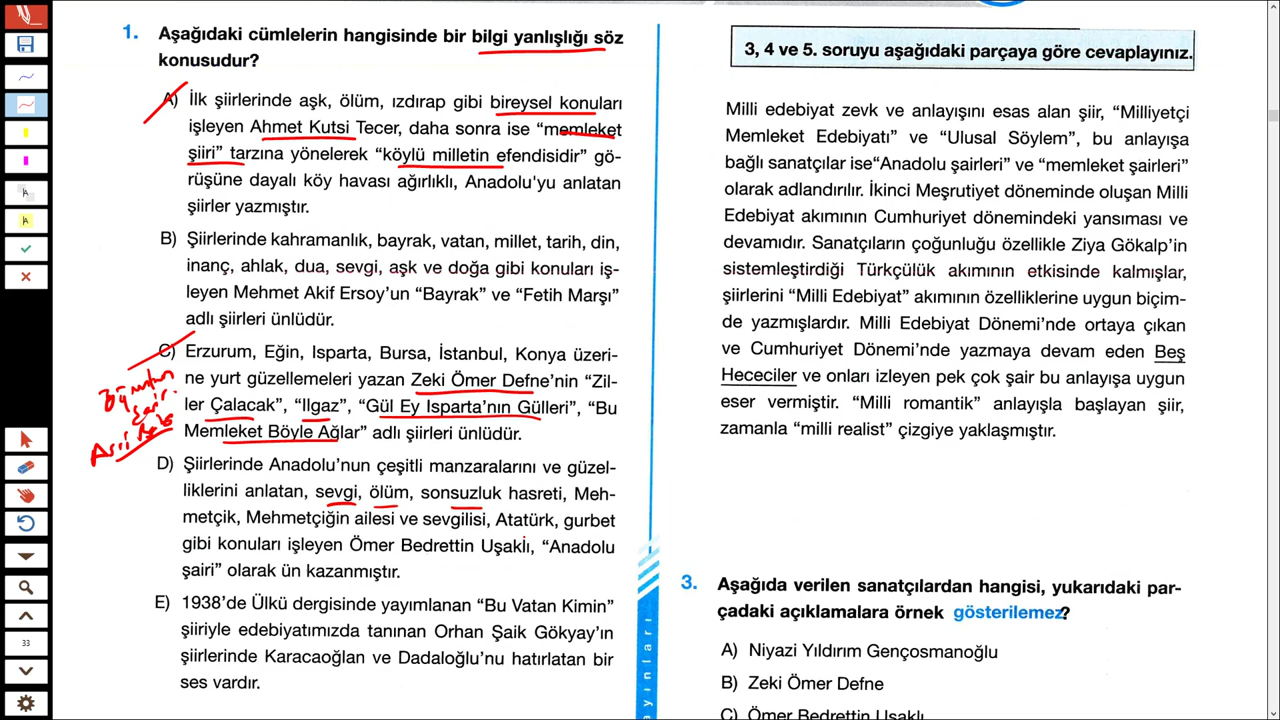 1. Aşağıdaki cümlelerin hangisinde bir bilgi yanlışlığı söz
konusudur?
A) İlk şiirlerinde aşk, ölüm, ızdırap gibi bireysel konuları
işleyen Ahmet Kutsi Tecer, daha sonra ise “memleket
şiiri” tarzına yönelerek “köylü milletin efendisidir” gö-
rüşüne dayalı köy havası ağırlıklı, Anadolu'yu anlatan
şiirler yazmıştır.
B) Şiirlerinde kahramanlık, bayrak, vatan, millet, tarih, din,
inanç, ahlak, dua, sevgi, aşk ve doğa gibi konuları iş-
leyen Mehmet Akif Ersoy’un “Bayrak” ve “Fetih Marşı”
adlı şiirleri ünlüdür.
C) Erzurum, Eğin, Isparta, Bursa, İstanbul, Konya üzeri-
ne yurt güzellemeleri yazan Zeki Ömer Defne’nin “Zil-
ler Çalacak”, “Ilgaz”, “Gül Ey Isparta’nın Gülleri”, “Bu
Memleket Böyle Ağlar” adlı şiirleri ünlüdür.
D) Şiirlerinde Anadolu’nun çeşitli manzaralarını ve güzel-
liklerini anlatan, sevgi, ölüm, sonsuzluk hasreti, Meh-
metçik, Mehmetçiğin ailesi ve sevgilisi, Atatürk, gurbet
gibi konuları işleyen Ömer Bedrettin Uşaklı, “Anadolu
şairi” olarak ün kazanmıştır.
E) 1938’de Ülkü dergisinde yayımlanan “Bu Vatan Kimin”
şiiriyle edebiyatımızda tanınan Orhan Şaik Gökyay’ın
şiirlerinde Karacaoğlan ve Dadaloğlu’nu hatırlatan bir
ses vardır.
33
yayınları
3, 4 ve 5. soruyu aşağıdaki parçaya göre cevaplayınız.
Milli edebiyat zevk ve anlayışını esas alan şiir, “Milliyetçi
Memleket Edebiyatı” ve “Ulusal Söylem”, bu anlayışa
bağlı sanatçılar ise“Anadolu şairleri” ve “memleket şairleri”
olarak adlandırılır. İkinci Meşrutiyet döneminde oluşan Milli
Edebiyat akımının Cumhuriyet dönemindeki yansıması ve
devamıdır. Sanatçıların çoğunluğu özellikle Ziya Gökalp’in
sistemleştirdiği Türkçülük akımının etkisinde kalmışlar,
şiirlerini “Milli Edebiyat” akımının özelliklerine uygun biçim-
de yazmışlardır. Milli Edebiyat Dönemi’nde ortaya çıkan
ve Cumhuriyet Dönemi’nde yazmaya devam eden Beş
Hececiler ve onları izleyen pek çok şair bu anlayışa uygun
eser vermiştir. “Milli romantik” anlayışla başlayan şiir,
zamanla “milli realist” çizgiye yaklaşmıştır.
3. Aşağıda verilen sanatçılardan hangisi, yukarıdaki par-
çadaki açıklamalara örnek gösterilemez?
A) Niyazi Yıldırım Gençosmanoğlu
B) Zeki Ömer Defne
C) Ömer Bedrettin Uşaklı